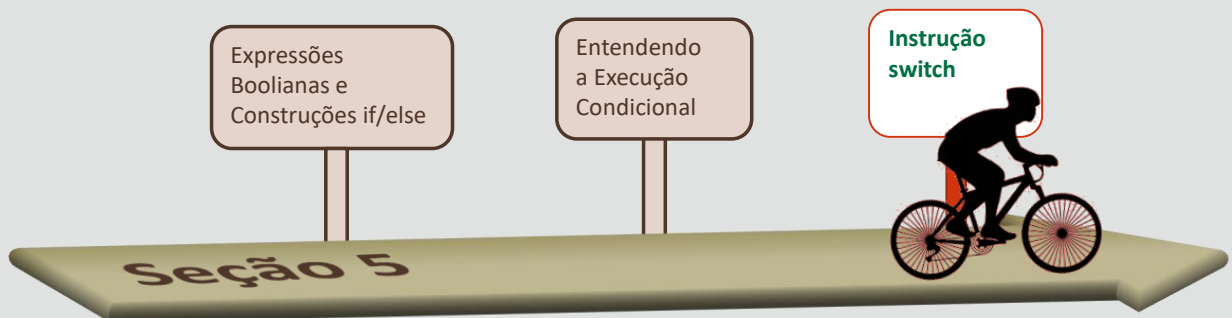 Expressões
Boolianas e
Construções if/else
Entendendo
a Execução
Condicional
Instrução
switch
Seção 5